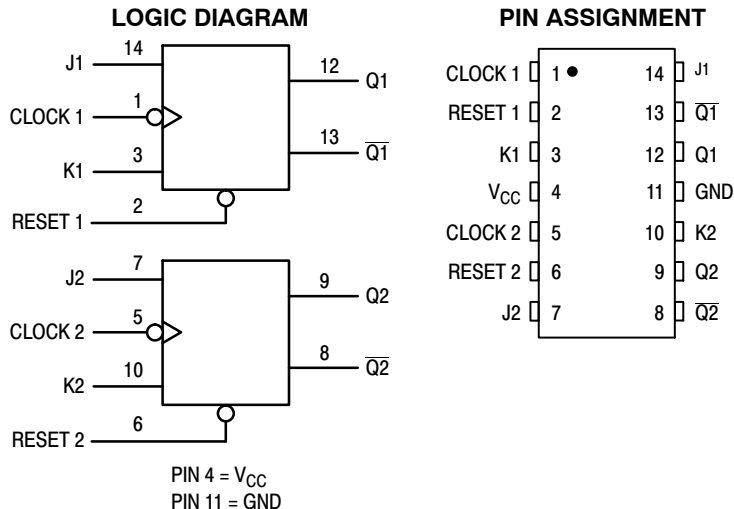 LOGIC DIAGRAM
J1 14
CLOCK 1 1
K1 3
RESET 1 2
12 Q1
13 Q1
J2 7
CLOCK 2 5
K2 10
RESET 2 6
9 Q2
8 Q2
PIN 4 = VCC
PIN 11 = GND
PIN ASSIGNMENT
CLOCK 1 1 14 J1
RESET 1 2 13 Q1
K1 3 12 Q1
VCC 4 11 GND
CLOCK 2 5 10 K2
RESET 2 6 9 Q2
J2 7 8 Q2